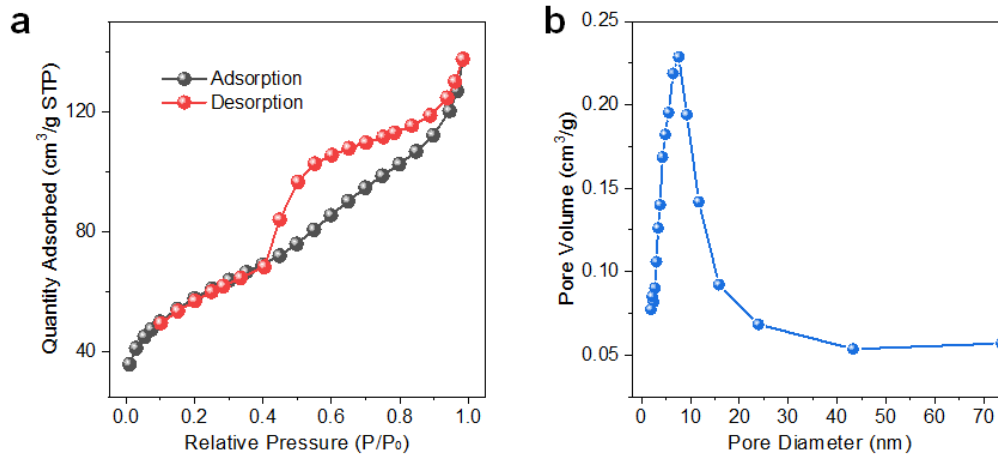 a
Quantity Adsorbed (cm³/g STP)
120
80
40
Adsorption
Desorption
0.0 0.2 0.4 0.6 0.8 1.0
Relative Pressure (P/P₀)
b
Pore Volume (cm³/g)
0.25
0.20
0.15
0.10
0.05
0 10 20 30 40 50 60 70
Pore Diameter (nm)